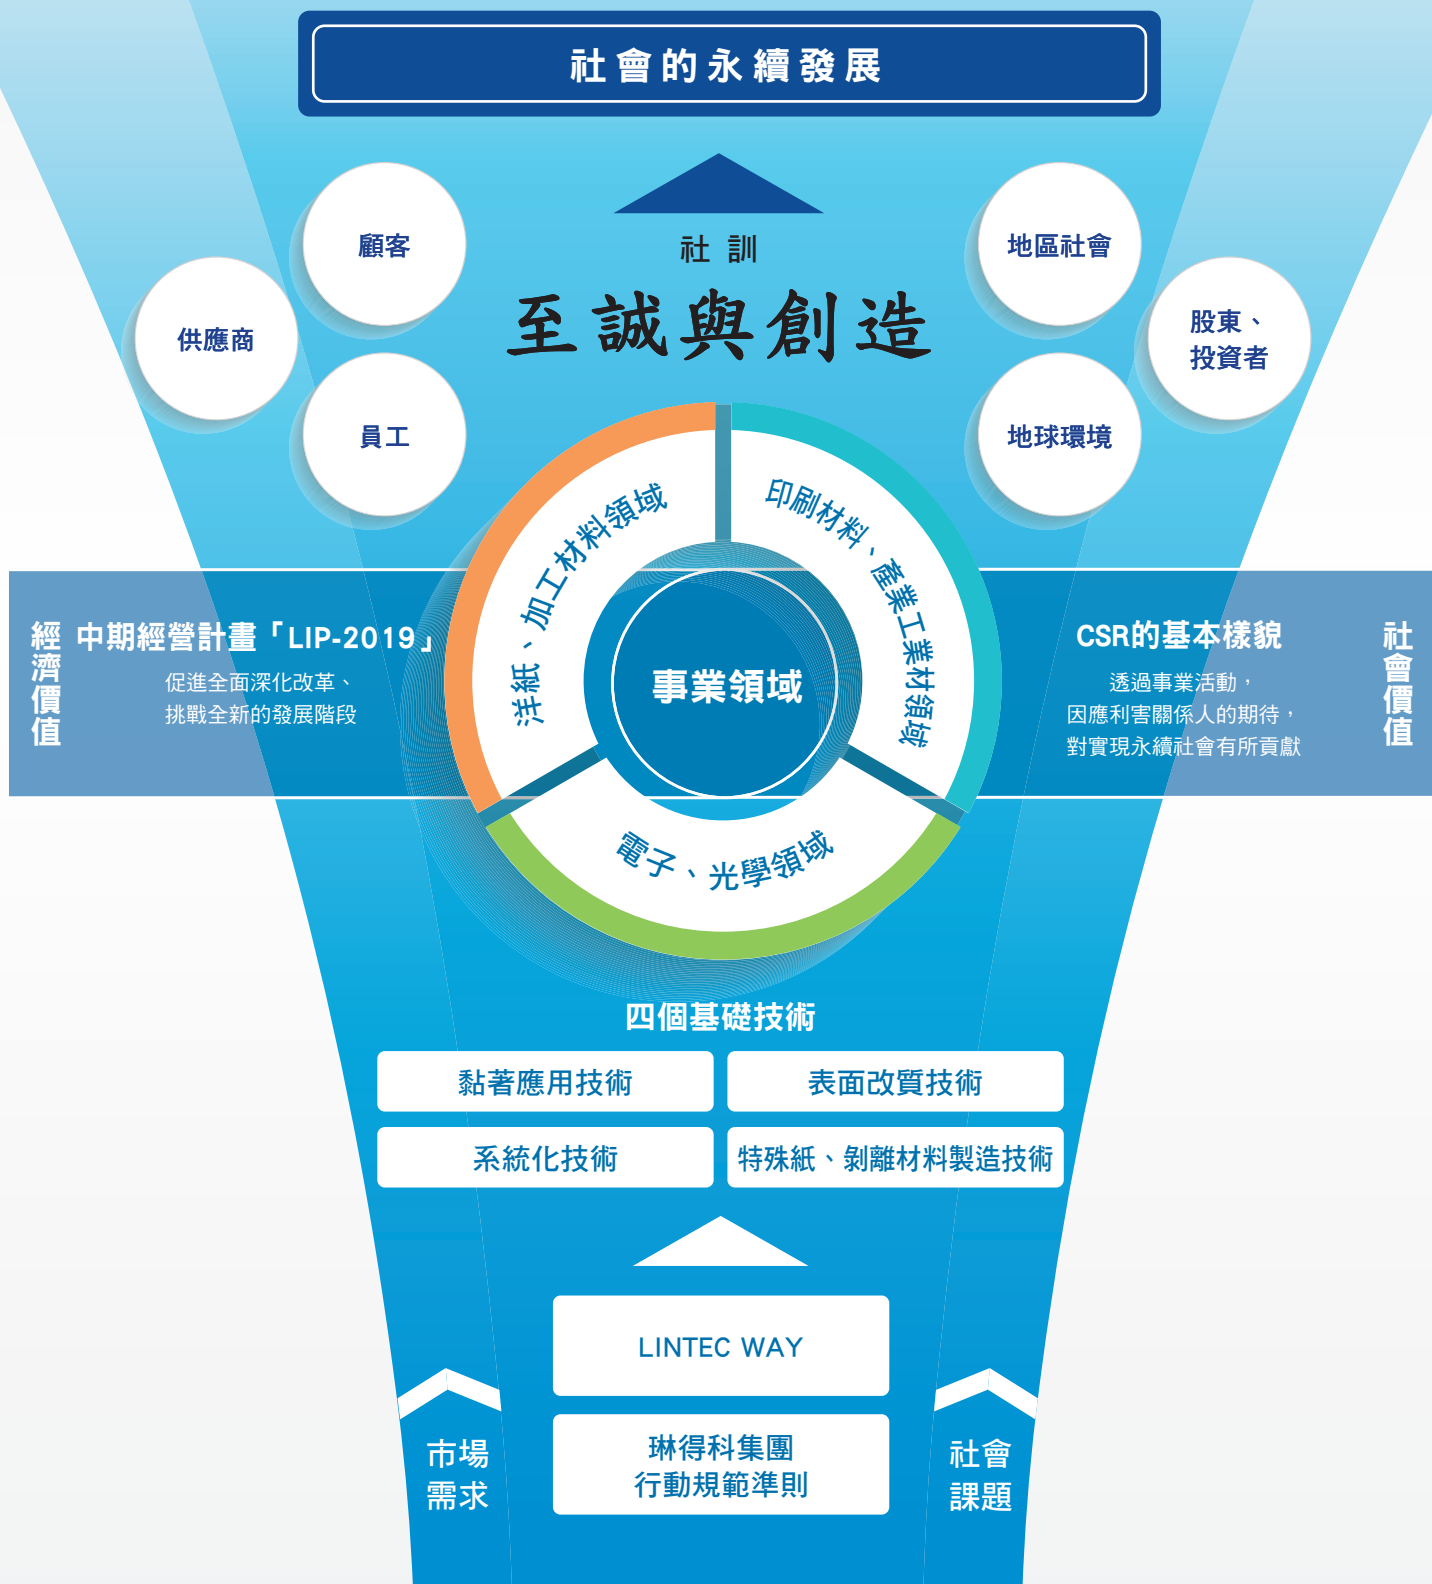 社會的永續發展
社訓
至誠與創造
顧客
供應商
員工
地區社會
股東、
投資者
地球環境
洋紙、加工材料領域
印刷材料、產業工業材領域
電子、光學領域
事業領域
經濟價值
中期經營計畫「LIP-2019」
促進全面深化改革、
挑戰全新的發展階段
CSR的基本樣貌
透過事業活動，
因應利害關係人的期待，
對實現永續社會有所貢獻
社會價值
四個基礎技術
黏著應用技術
表面改質技術
系統化技術
特殊紙、剝離材料製造技術
LINTEC WAY
琳得科集團
行動規範準則
市場
需求
社會
課題